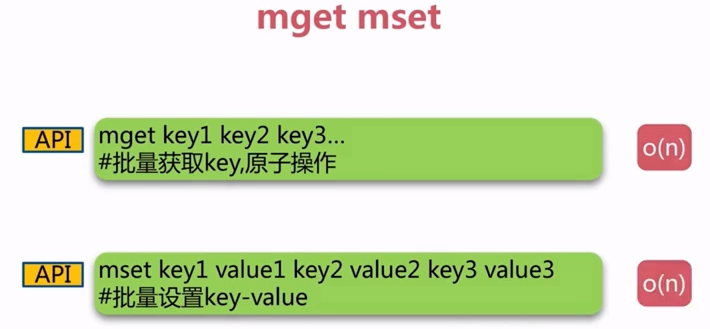 mget mset
API
mget key1 key2 key3...
#批量获取key,原子操作
o(n)
API
mset key1 value1 key2 value2 key3 value3
#批量设置key-value
o(n)